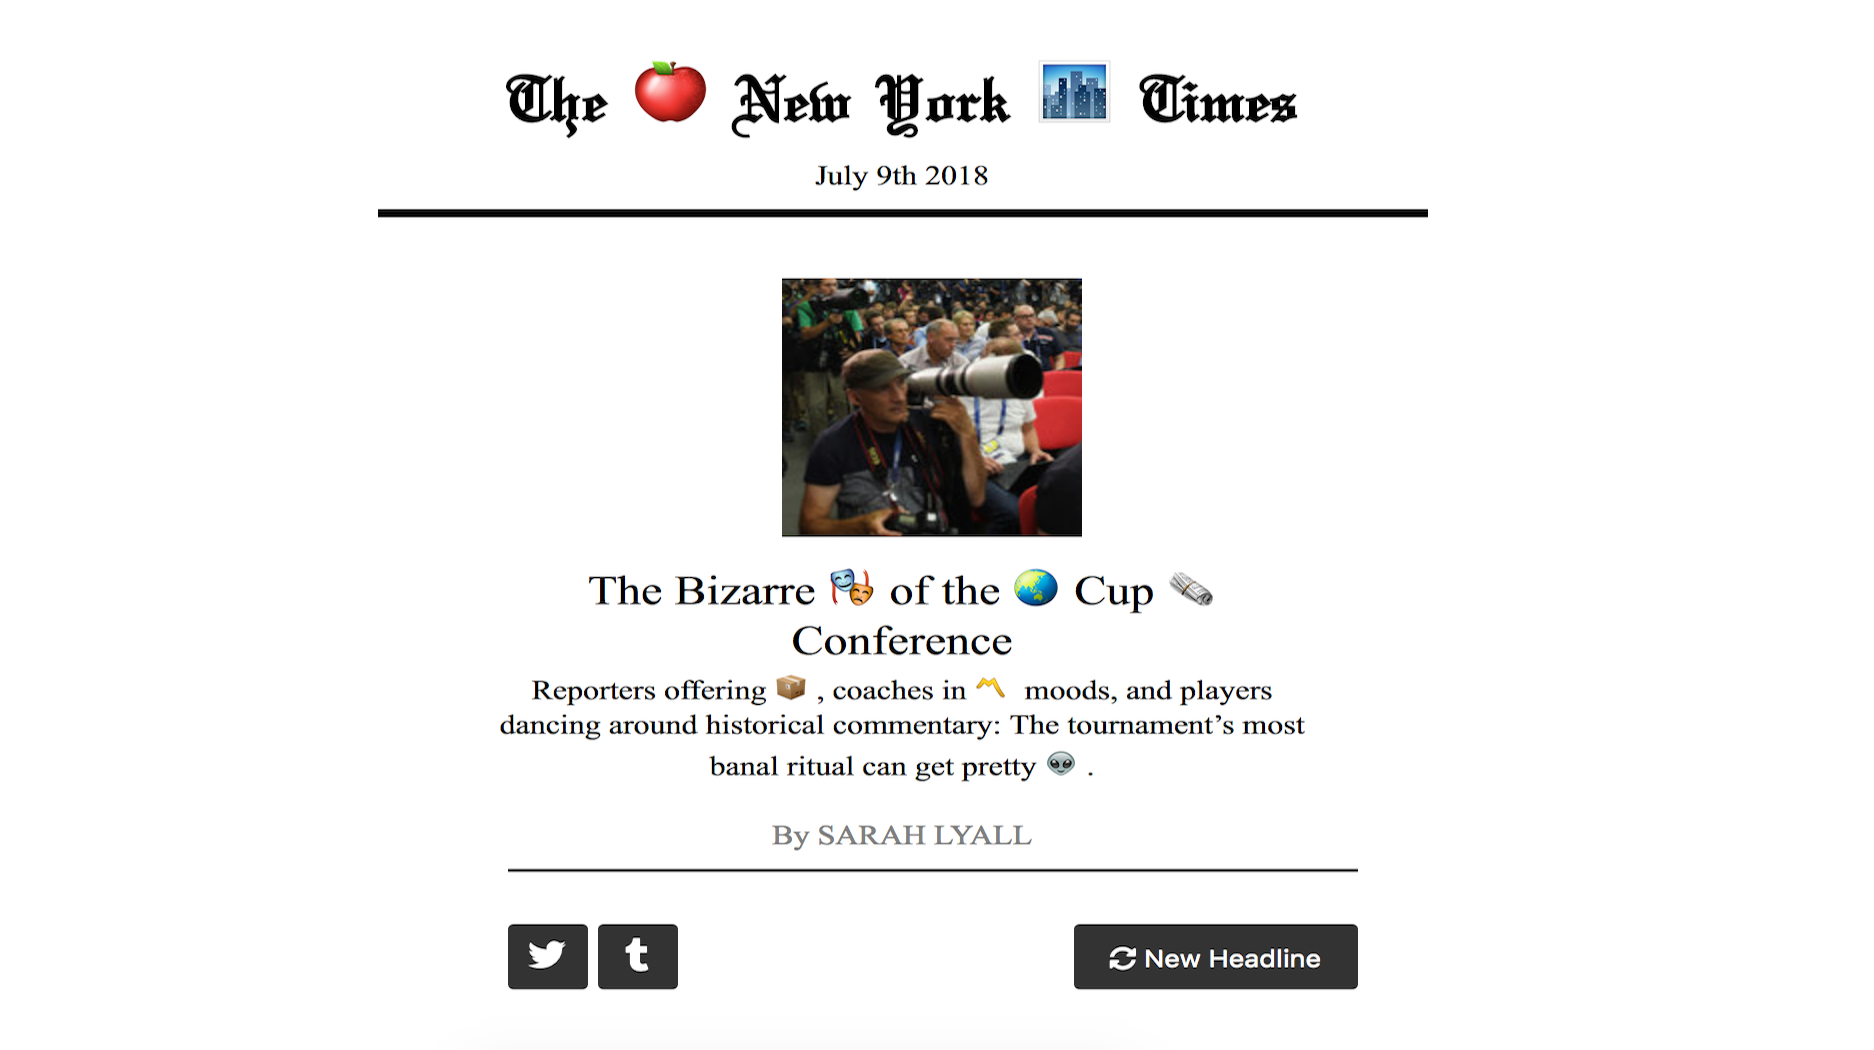 The 🍎 New York 🏙 Times
July 9th 2018
The Bizarre 🎭 of the 🌏 Cup 🗞
Conference
Reporters offering 📦 , coaches in 〽️ moods, and players
dancing around historical commentary: The tournament’s most
banal ritual can get pretty 👽 .
By SARAH LYALL
New Headline